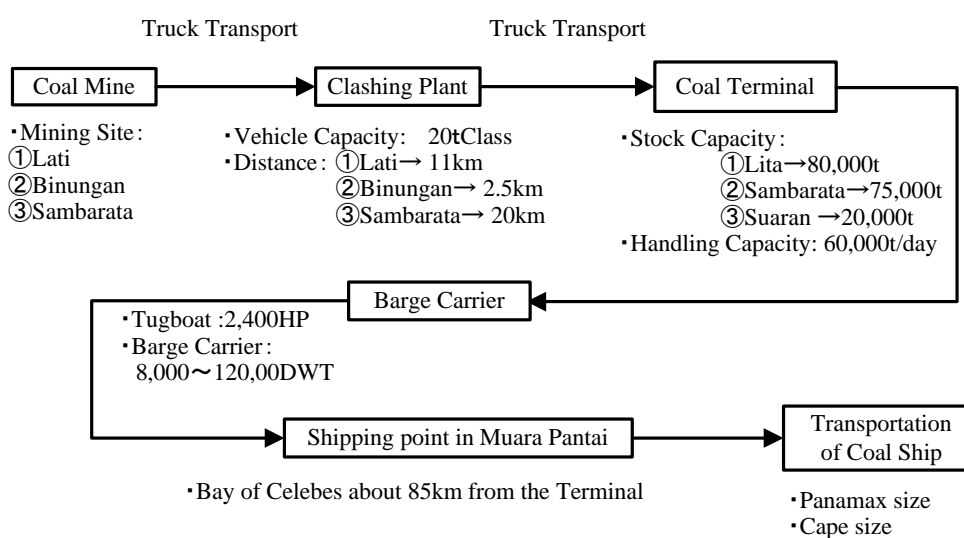 Truck Transport
Truck Transport
Coal Mine
Clashing Plant
Coal Terminal
・Mining Site:
①Lati
②Binungan
③Sambarata
・Vehicle Capacity: 20tClass
・Distance: ①Lati→ 11km
②Binungan→ 2.5km
③Sambarata→ 20km
・Stock Capacity:
①Lita→80,000t
②Sambarata→75,000t
③Suaran →20,000t
・Handling Capacity: 60,000t/day
Barge Carrier
・Tugboat :2,400HP
・Barge Carrier:
8,000～120,00DWT
Shipping point in Muara Pantai
Transportation
of Coal Ship
・Bay of Celebes about 85km from the Terminal
・Panamax size
・Cape size